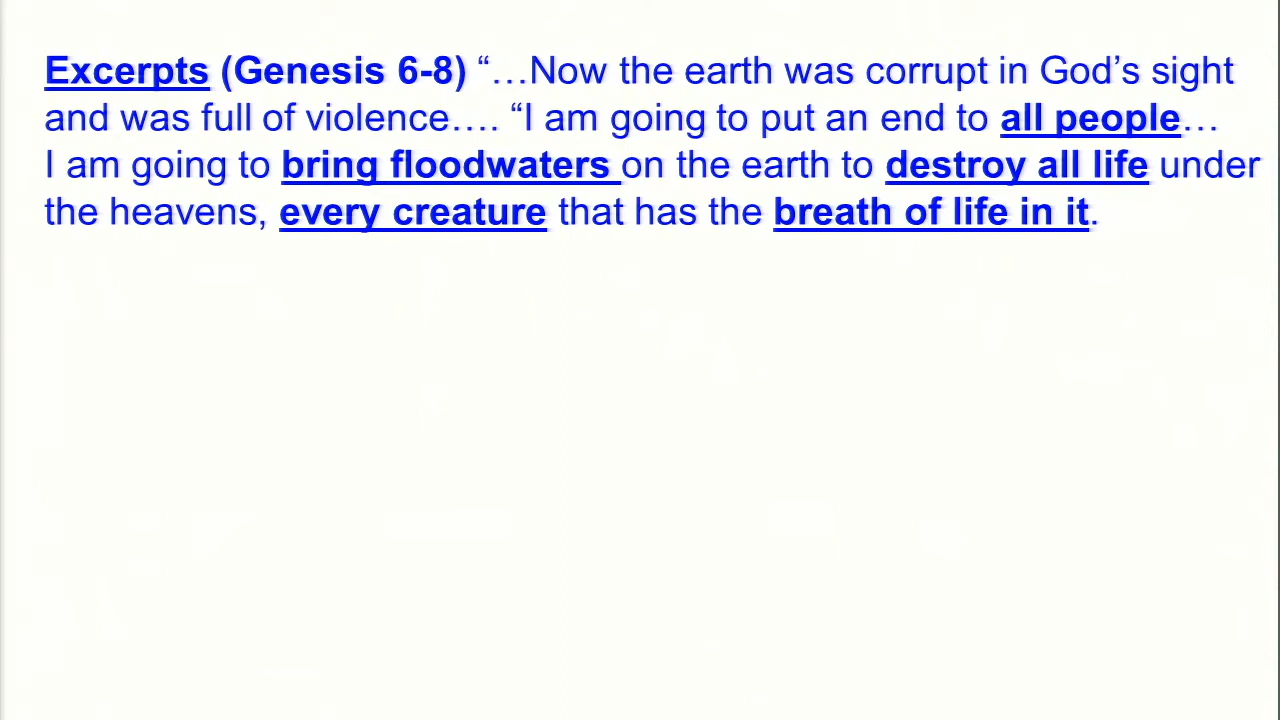 Excerpts (Genesis 6-8) “…Now the earth was corrupt in God’s sight
and was full of violence…. “I am going to put an end to all people…
I am going to bring floodwaters on the earth to destroy all life under
the heavens, every creature that has the breath of life in it.